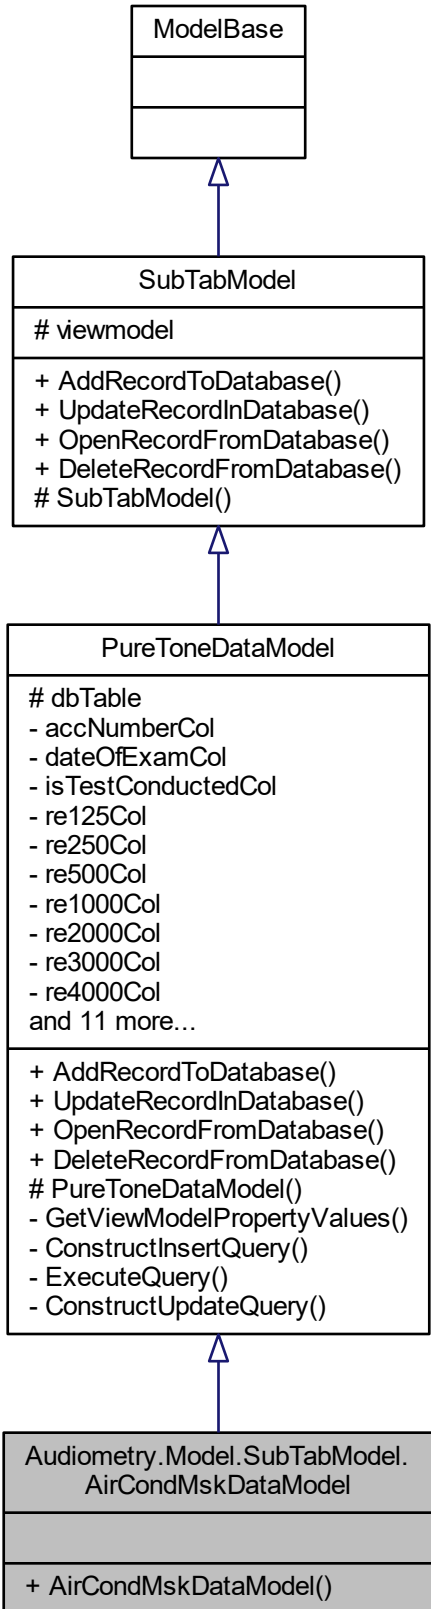 ModelBase
SubTabModel
# viewmodel
+ AddRecordToDatabase()
+ UpdateRecordInDatabase()
+ OpenRecordFromDatabase()
+ DeleteRecordFromDatabase()
# SubTabModel()
PureToneDataModel
# dbTable
- accNumberCol
- dateOfExamCol
- isTestConductedCol
- re125Col
- re250Col
- re500Col
- re1000Col
- re2000Col
- re3000Col
- re4000Col
and 11 more...
+ AddRecordToDatabase()
+ UpdateRecordInDatabase()
+ OpenRecordFromDatabase()
+ DeleteRecordFromDatabase()
# PureToneDataModel()
- GetViewModelPropertyValues()
- ConstructInsertQuery()
- ExecuteQuery()
- ConstructUpdateQuery()
Audiometry.Model.SubTabModel.
AirCondMskDataModel
+ AirCondMskDataModel()